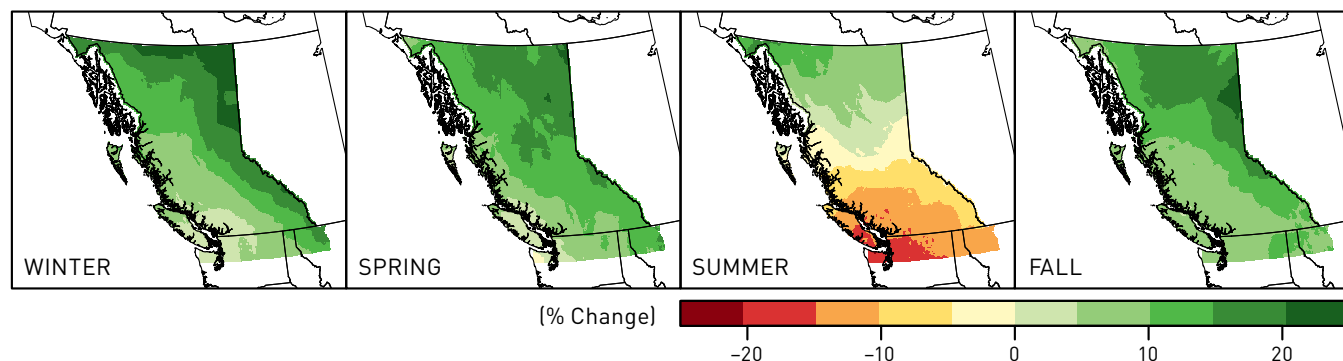 WINTER
SPRING
SUMMER
FALL
(% Change)
−20 −10 0 10 20